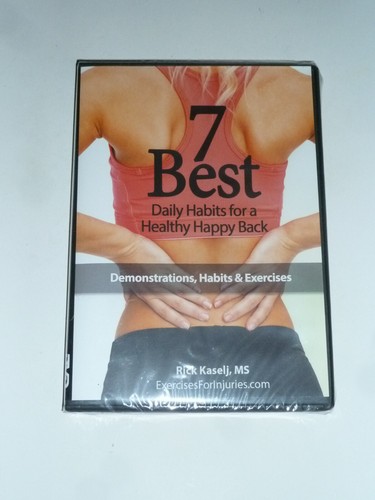 7
Best
Daily Habits for a
Healthy Happy Back
Demonstrations, Habits & Exercises
Rick Kaselj, MS
ExercisesForInjuries.com